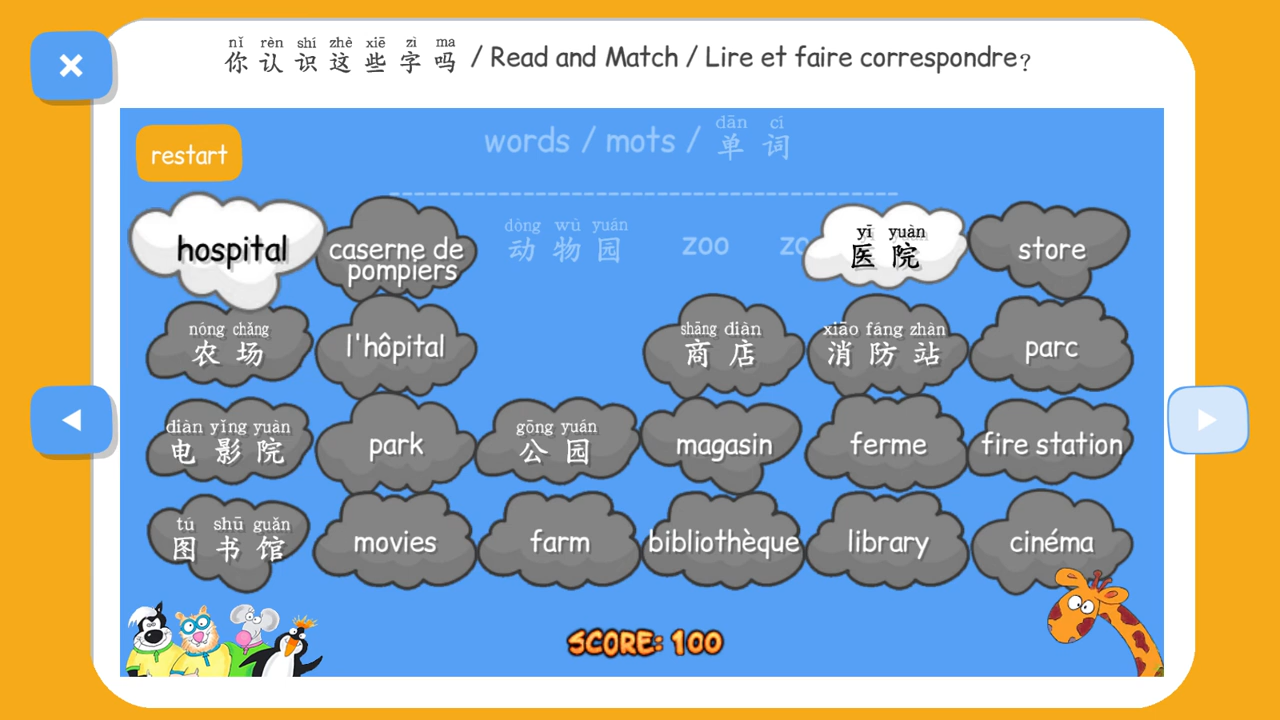 nǐ rèn shí zhè xiē zì ma
你认识这些字吗 / Read and Match / Lire et faire correspondre?
restart
dān cí
words / mots / 单词
hospital
caserne de
pompiers
dòng wù yuán
动物园
zoo
zo
yī yuàn
医院
store
nóng chǎng
农场
l'hôpital
shāng diàn
商店
xiāo fáng zhàn
消防站
parc
diàn yǐng yuàn
电影院
park
gōng yuán
公园
magasin
ferme
fire station
tú shū guǎn
图书馆
movies
farm
bibliothèque
library
cinéma
SCORE: 100